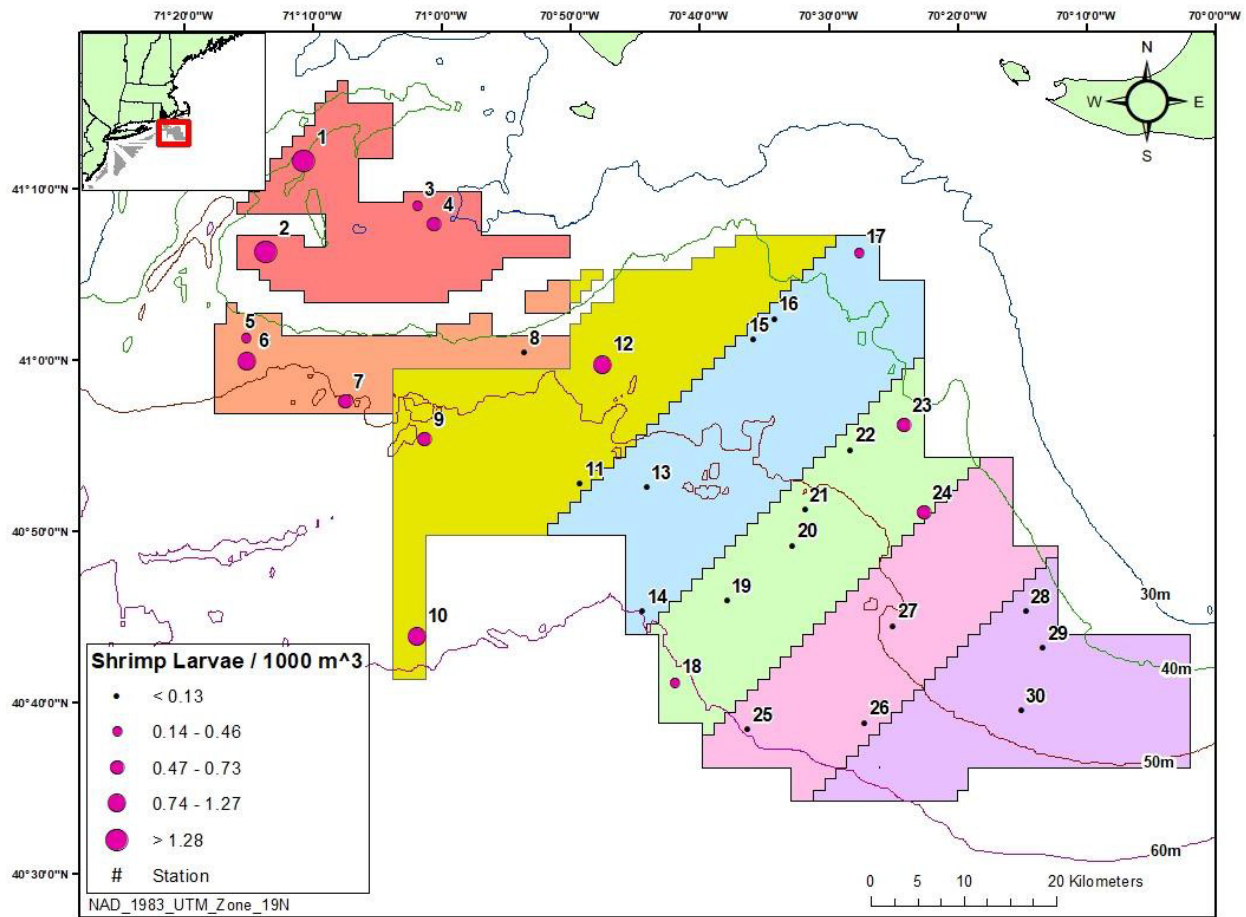 71°20'0"W 71°10'0"W 71°0'0"W 70°50'0"W 70°40'0"W 70°30'0"W 70°20'0"W 70°10'0"W 70°0'0"W
N
W E
S
1
41°10'0"N
3
4
2
17
16
15
5
6
8
41°0'0"N
12
7
9
23
22
11
13
24
21
40°50'0"N
20
19
14
30m
28
27
10
29
Shrimp Larvae / 1000 m^3
40m
18
< 0.13
40°40'0"N
30
25
26
0.14 - 0.46
0.47 - 0.73
50m
0.74 - 1.27
> 1.28
60m
40°30'0"N
# Station
0 5 10 20 Kilometers
NAD_1983_UTM_Zone_19N